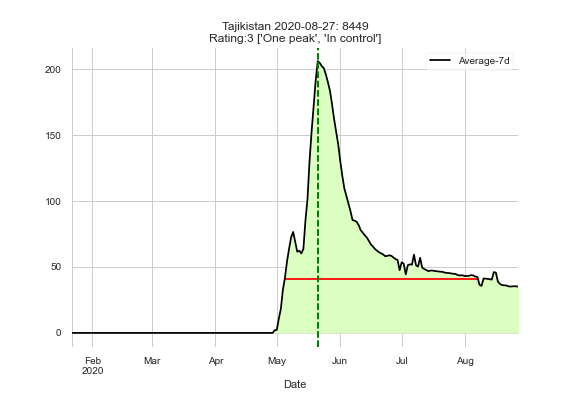 Tajikistan 2020-08-27: 8449
Rating:3 ['One peak', 'In control']
Average-7d
200
150
100
50
0
Feb Mar Apr May Jun Jul Aug
2020
Date